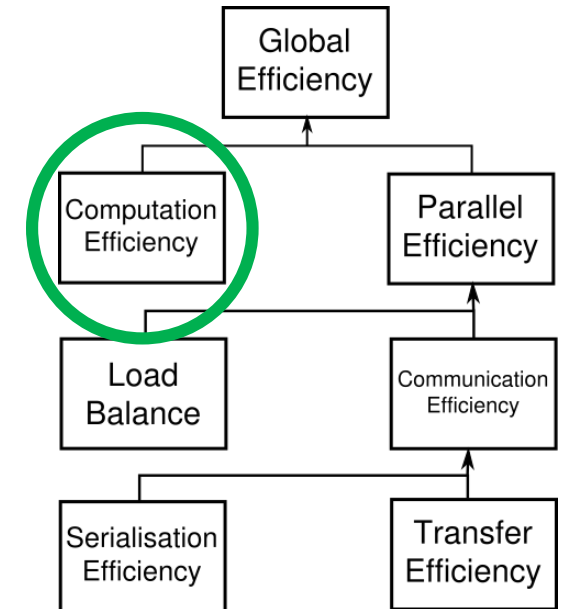 Global
Efficiency
Computation
Efficiency
Parallel
Efficiency
Load
Balance
Communication
Efficiency
Serialisation
Efficiency
Transfer
Efficiency